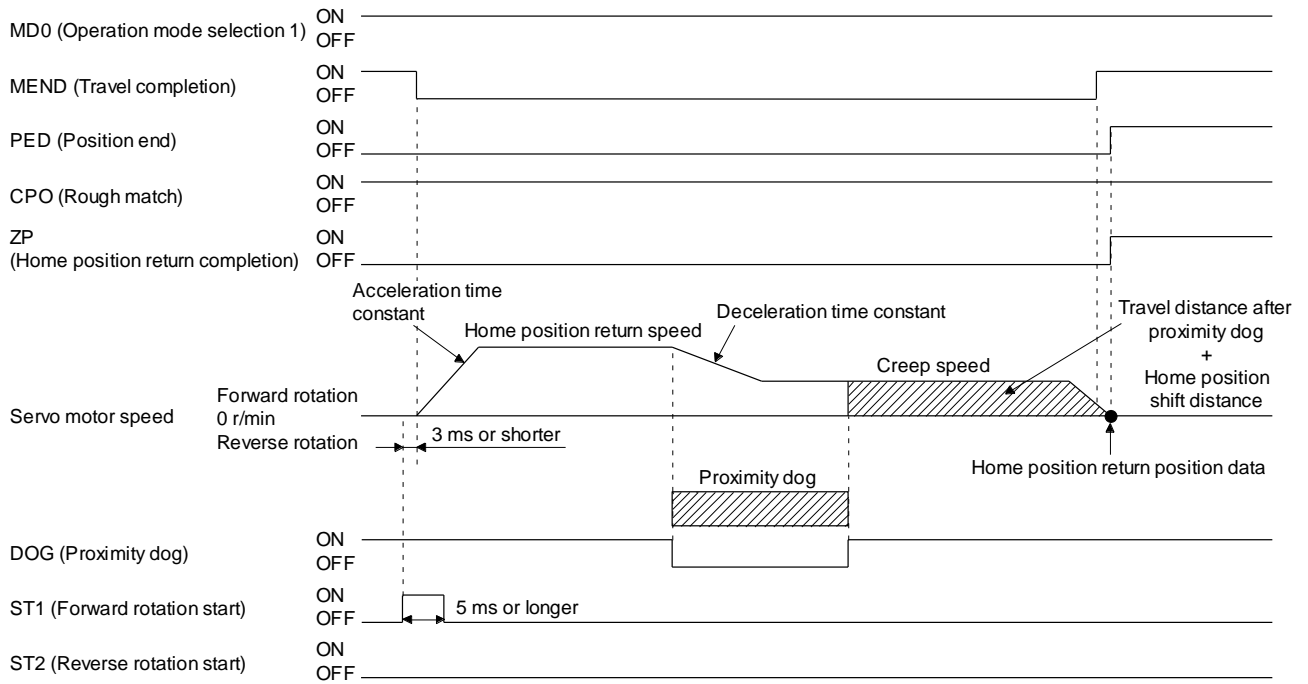 MD0 (Operation mode selection 1)
ON
OFF
MEND (Travel completion)
ON
OFF
PED (Position end)
ON
OFF
CPO (Rough match)
ON
OFF
ZP
(Home position return completion)
ON
OFF
Acceleration time
constant
Home position return speed
Deceleration time constant
Creep speed
Travel distance after
proximity dog
+
Home position
shift distance
Servo motor speed
Forward rotation
0 r/min
Reverse rotation
3 ms or shorter
Home position return position data
Proximity dog
DOG (Proximity dog)
ON
OFF
ST1 (Forward rotation start)
ON
OFF
5 ms or longer
ST2 (Reverse rotation start)
ON
OFF